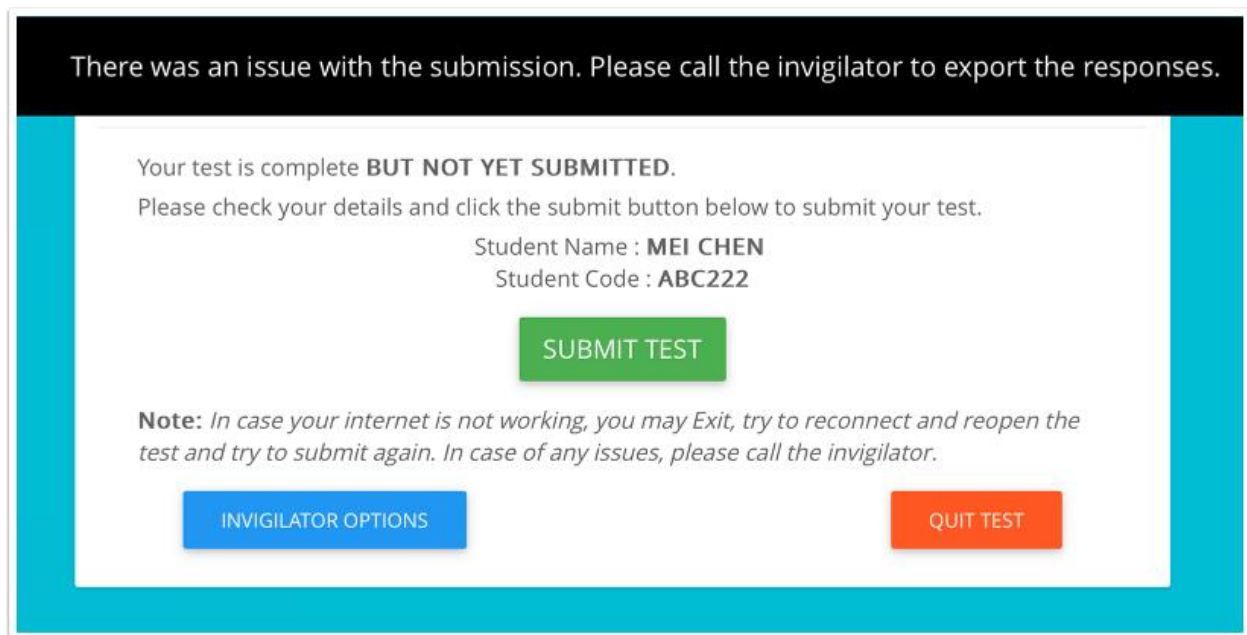 There was an issue with the submission. Please call the invigilator to export the responses.
Your test is complete BUT NOT YET SUBMITTED.
Please check your details and click the submit button below to submit your test.
Student Name : MEI CHEN
Student Code : ABC222
SUBMIT TEST
Note: In case your internet is not working, you may Exit, try to reconnect and reopen the
test and try to submit again. In case of any issues, please call the invigilator.
INVIGILATOR OPTIONS
QUIT TEST